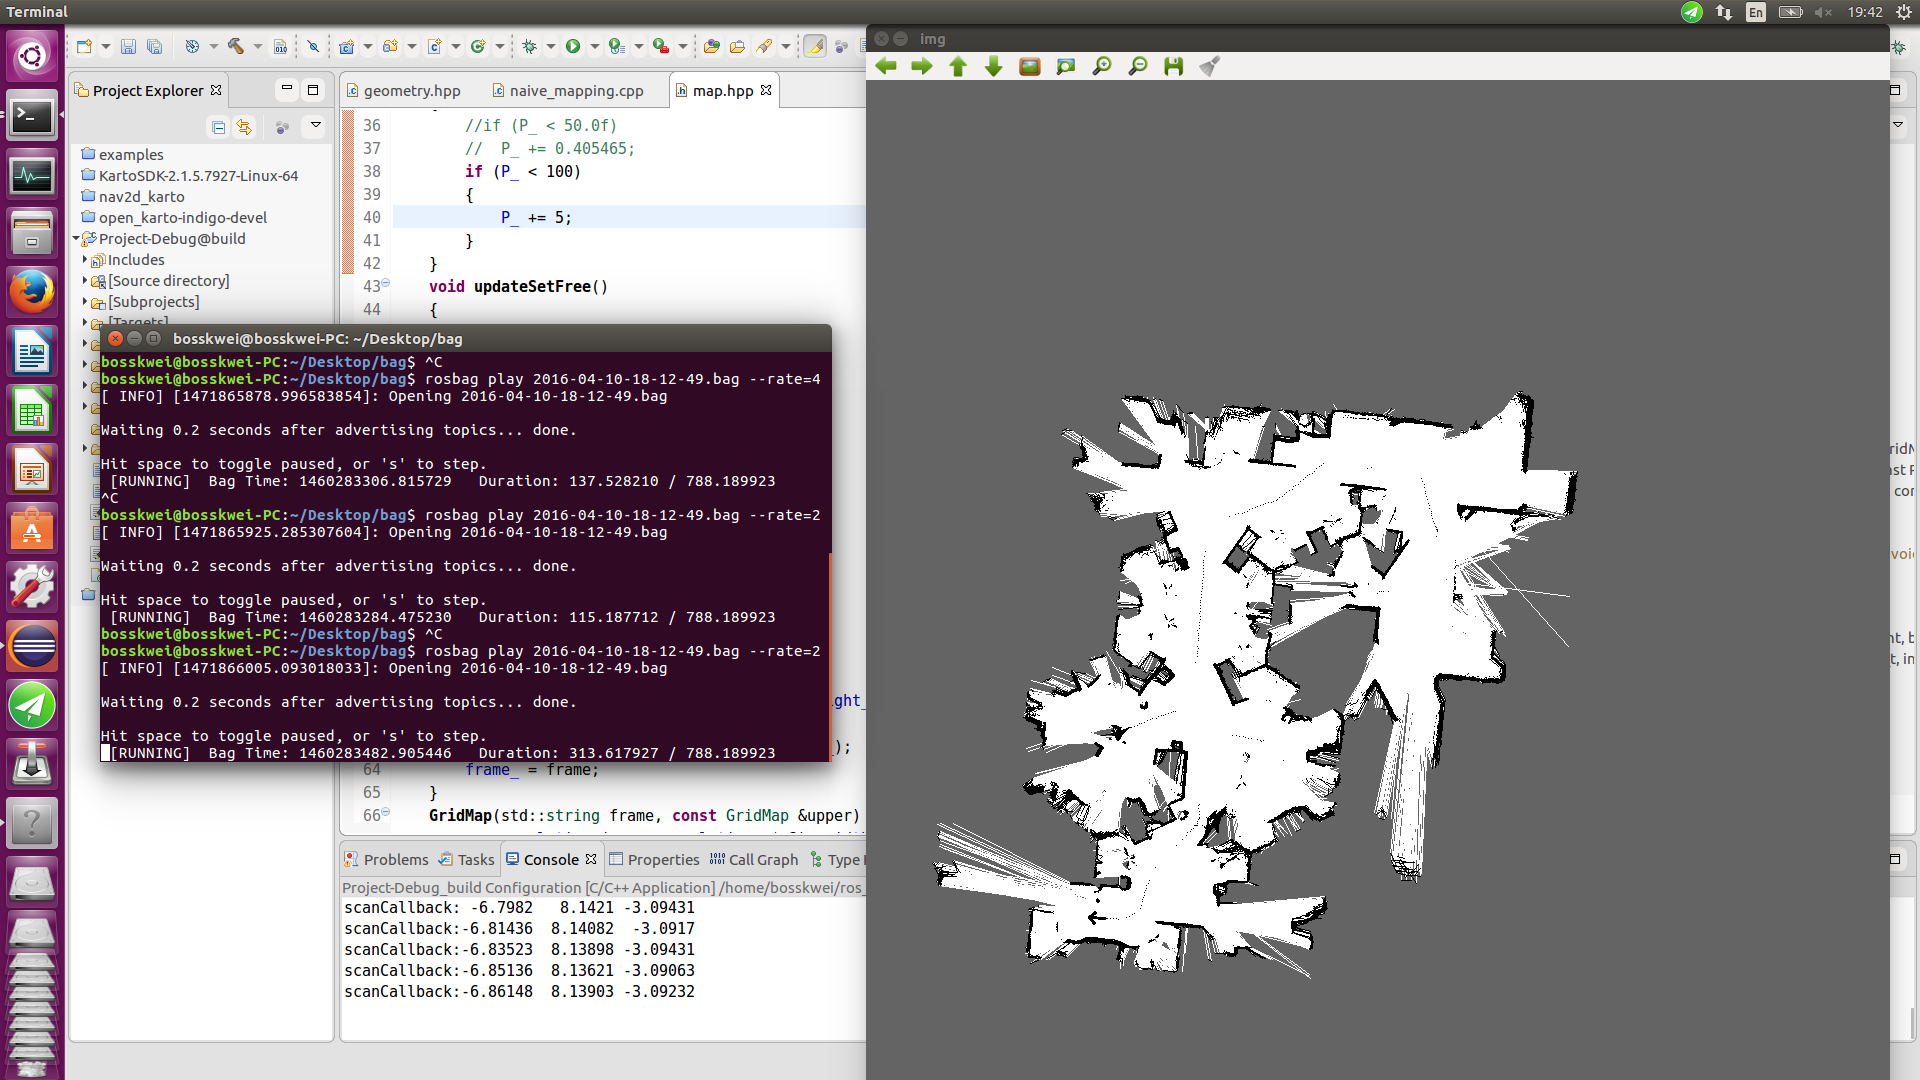 Terminal
En
19:42
img
Project Explorer
geometry.hpp
naive_mapping.cpp
map.hpp
examples
KartoSDK-2.1.5.7927-Linux-64
nav2d_karto
open_karto-indigo-devel
Project-Debug@build
Includes
[Source directory]
[Subprojects]
[Targets]
36 //if (P_ < 50.0f)
37 //  P_ += 0.405465;
38 if (P_ < 100)
39 {
40 P_ += 5;
41 }
42 }
43 void updateSetFree()
44 {
bosskwei@bosskwei-PC: ~/Desktop/bag
bosskwei@bosskwei-PC:~/Desktop/bag$ ^C
bosskwei@bosskwei-PC:~/Desktop/bag$ rosbag play 2016-04-10-18-12-49.bag --rate=4
[ INFO] [1471865878.996583854]: Opening 2016-04-10-18-12-49.bag
Waiting 0.2 seconds after advertising topics... done.
Hit space to toggle paused, or 's' to step.
[RUNNING]  Bag Time: 1460283306.815729   Duration: 137.528210 / 788.189923
^C
bosskwei@bosskwei-PC:~/Desktop/bag$ rosbag play 2016-04-10-18-12-49.bag --rate=2
[ INFO] [1471865925.285307604]: Opening 2016-04-10-18-12-49.bag
Waiting 0.2 seconds after advertising topics... done.
Hit space to toggle paused, or 's' to step.
[RUNNING]  Bag Time: 1460283284.475230   Duration: 115.187712 / 788.189923
bosskwei@bosskwei-PC:~/Desktop/bag$ ^C
bosskwei@bosskwei-PC:~/Desktop/bag$ rosbag play 2016-04-10-18-12-49.bag --rate=2
[ INFO] [1471866005.093018033]: Opening 2016-04-10-18-12-49.bag
Waiting 0.2 seconds after advertising topics... done.
Hit space to toggle paused, or 's' to step.
[RUNNING]  Bag Time: 1460283482.905446   Duration: 313.617927 / 788.189923
ight_
);
64 frame_ = frame;
65 }
66 GridMap(std::string frame, const GridMap &upper)
Problems
Tasks
Console
Properties
Call Graph
Type
Project-Debug_build Configuration [C/C++ Application] /home/bosskwei/ros_
scanCallback: -6.7982   8.1421 -3.09431
scanCallback:-6.81436  8.14082  -3.0917
scanCallback:-6.83523  8.13898 -3.09431
scanCallback:-6.85136  8.13621 -3.09063
scanCallback:-6.86148  8.13903 -3.09232
ridM
st P
con
voi
nt, b
t, in